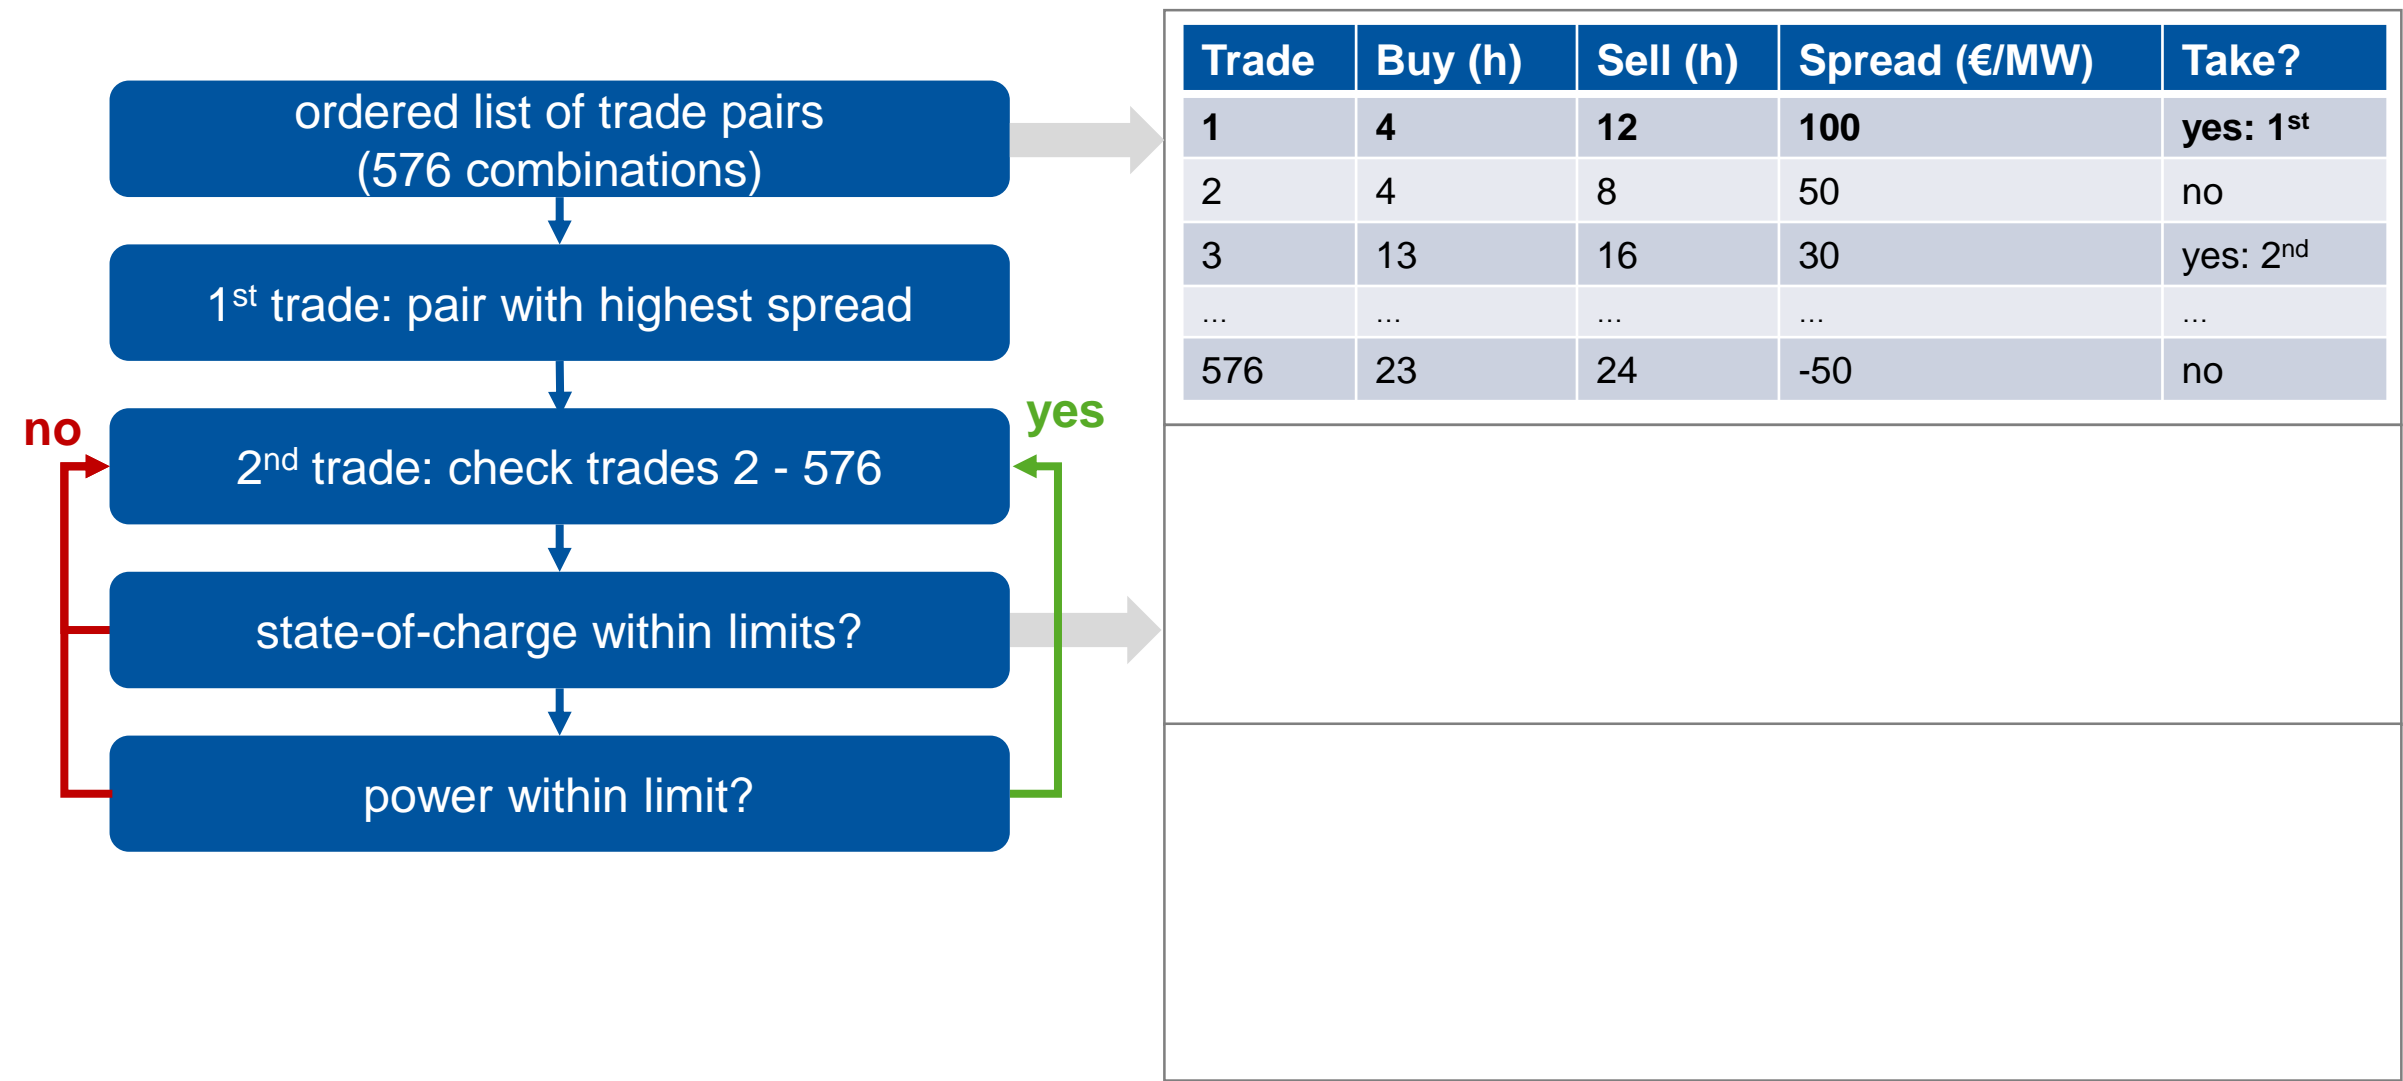 ordered list of trade pairs
(576 combinations)
1st trade: pair with highest spread
no
yes
2nd trade: check trades 2 - 576
state-of-charge within limits?
power within limit?
Trade Buy (h) Sell (h) Spread (€/MW) Take?
1 4 12 100 yes: 1st
2 4 8 50 no
3 13 16 30 yes: 2nd
... ... ... ... ...
576 23 24 -50 no